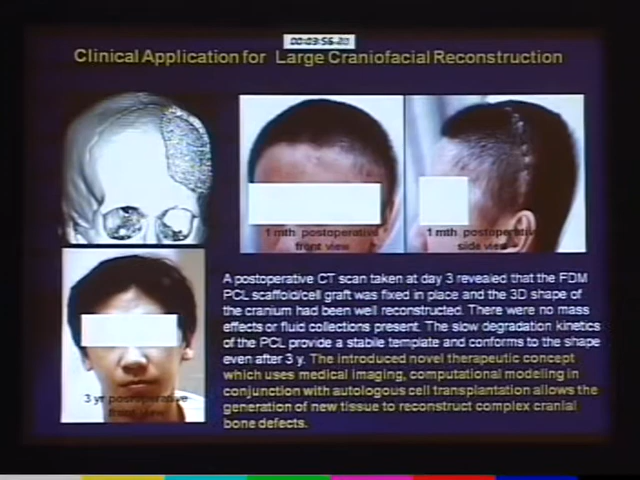 00:03:56.20
Clinical Application for Large Craniofacial Reconstruction
1 mth postoperative
front view
1 mth postoperative
side view
3 yr postoperative
front view
A postoperative CT scan taken at day 3 revealed that the FDM
PCL scaffold/cell graft was fixed in place and the 3D shape of
the cranium had been well reconstructed. There were no mass
effects or fluid collections present. The slow degradation kinetics
of the PCL provide a stabile template and conforms to the shape
even after 3 y. The introduced novel therapeutic concept
which uses medical imaging, computational modeling in
conjunction with autologous cell transplantation allows the
generation of new tissue to reconstruct complex cranial
bone defects.